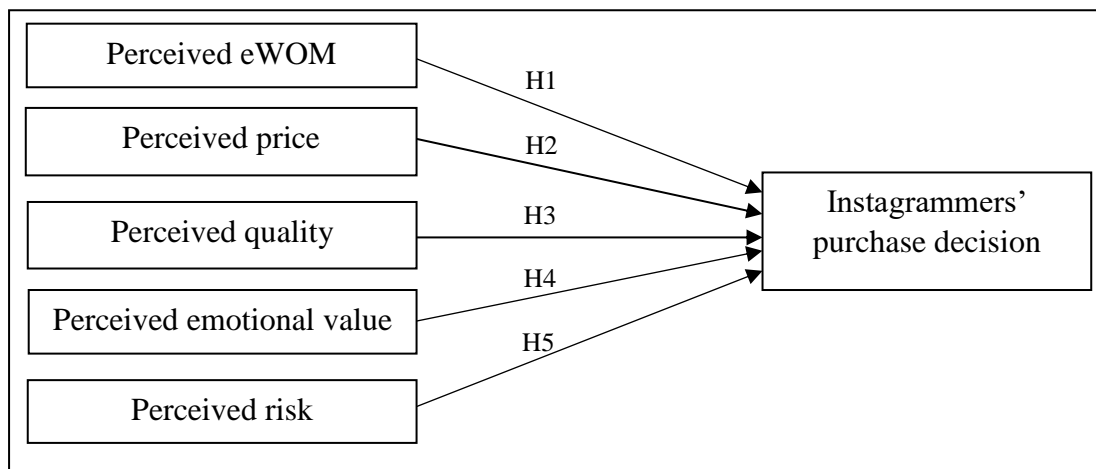 Perceived eWOM
H1
Perceived price
H2
Perceived quality
H3
Instagrammers’
purchase decision
Perceived emotional value
H4
Perceived risk
H5